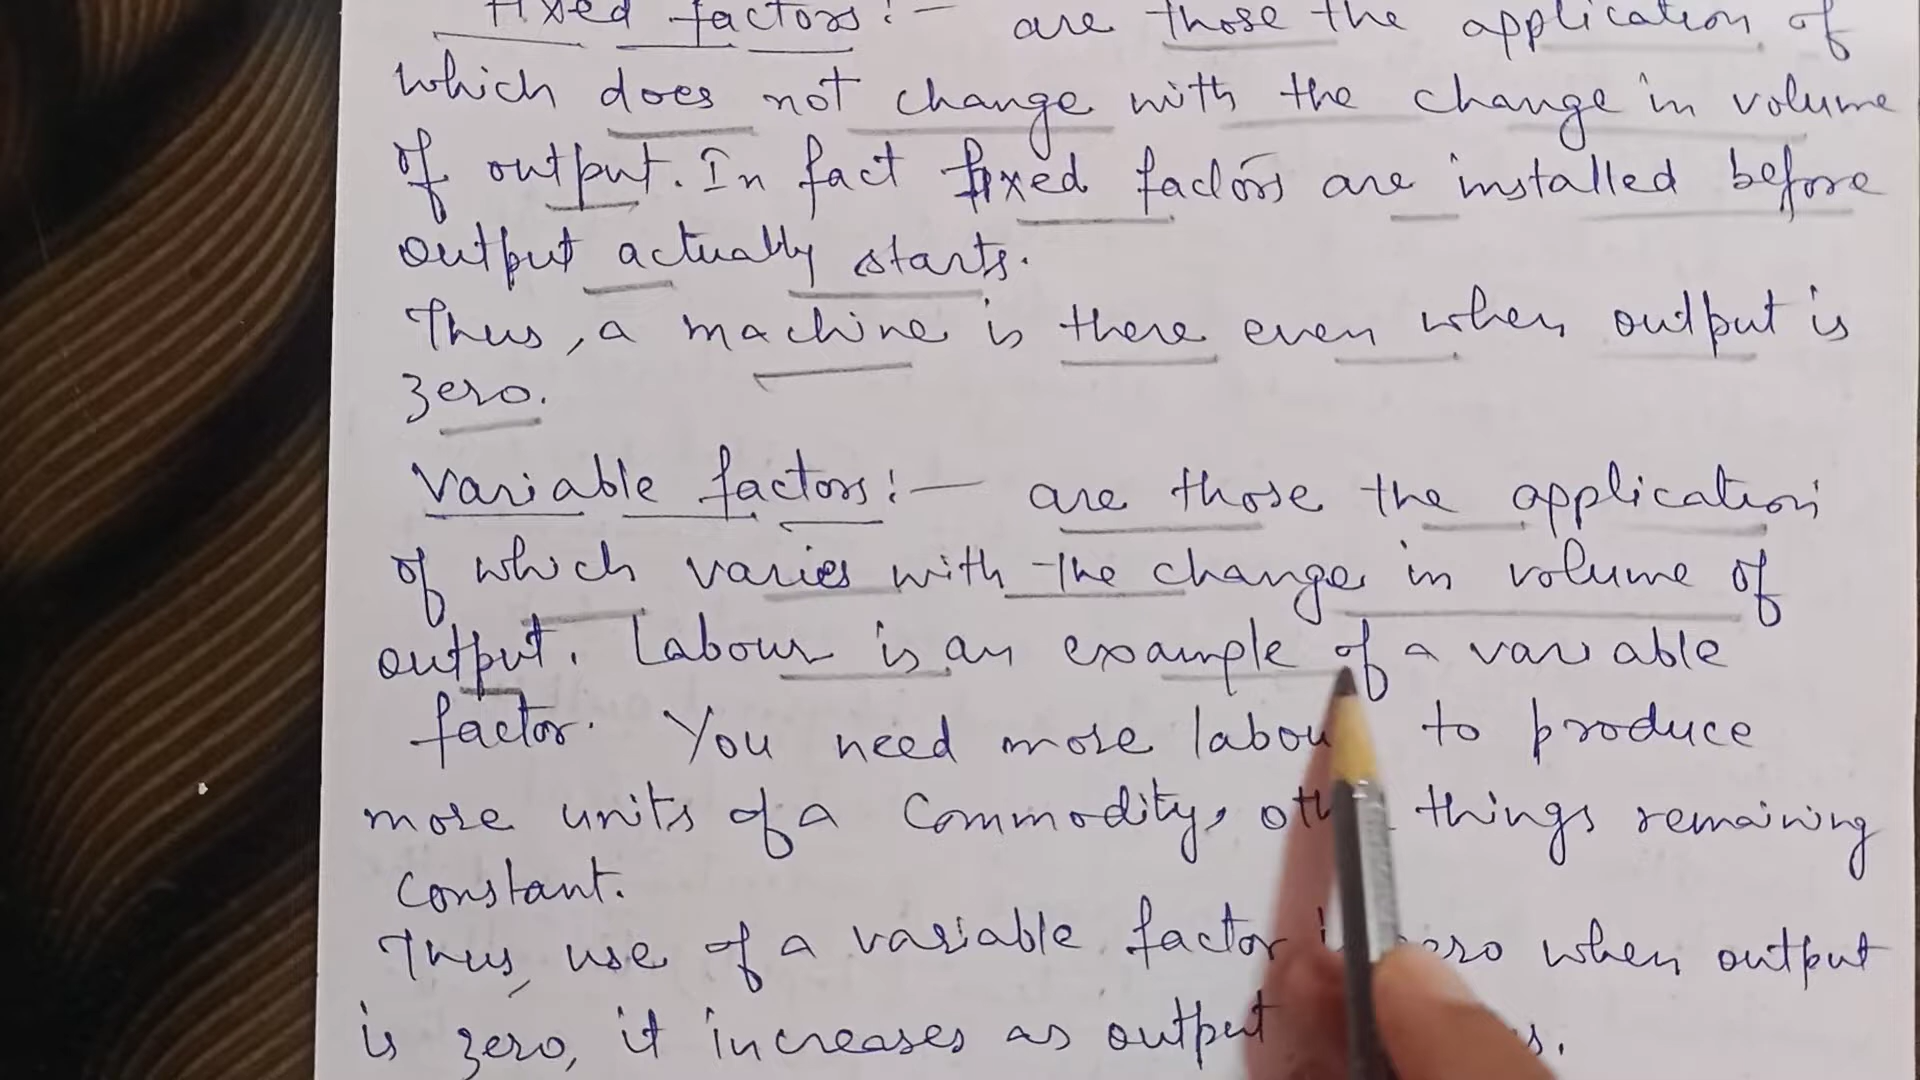 Fixed factors:- are those the application of
which does not change with the change in volume
of output. In fact fixed factors are installed before
output actually starts.
Thus, a machine is there even when output is
zero.
Variable factors:- are those the application
of which varies with the change in volume of
output. Labour is an example of a variable
factor. You need more labou to produce
more units of a commodity, things remaining
constant.
Thus, use of a variable factor when output
is zero, it increases as output